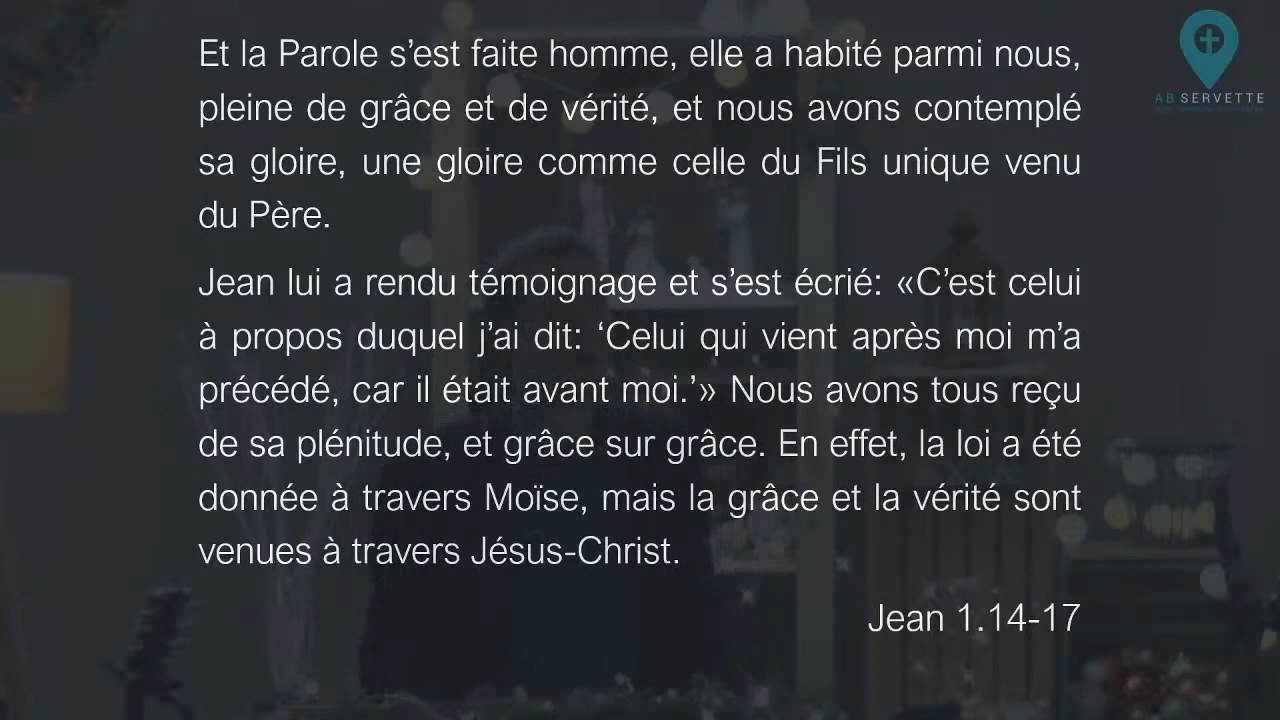 Et la Parole s’est faite homme, elle a habité parmi nous,
pleine de grâce et de vérité, et nous avons contemplé
sa gloire, une gloire comme celle du Fils unique venu
du Père.
Jean lui a rendu témoignage et s’est écrié: «C’est celui
à propos duquel j’ai dit: ‘Celui qui vient après moi m’a
précédé, car il était avant moi.’» Nous avons tous reçu
de sa plénitude, et grâce sur grâce. En effet, la loi a été
donnée à travers Moïse, mais la grâce et la vérité sont
venues à travers Jésus-Christ.
Jean 1.14-17
AB SERVETTE